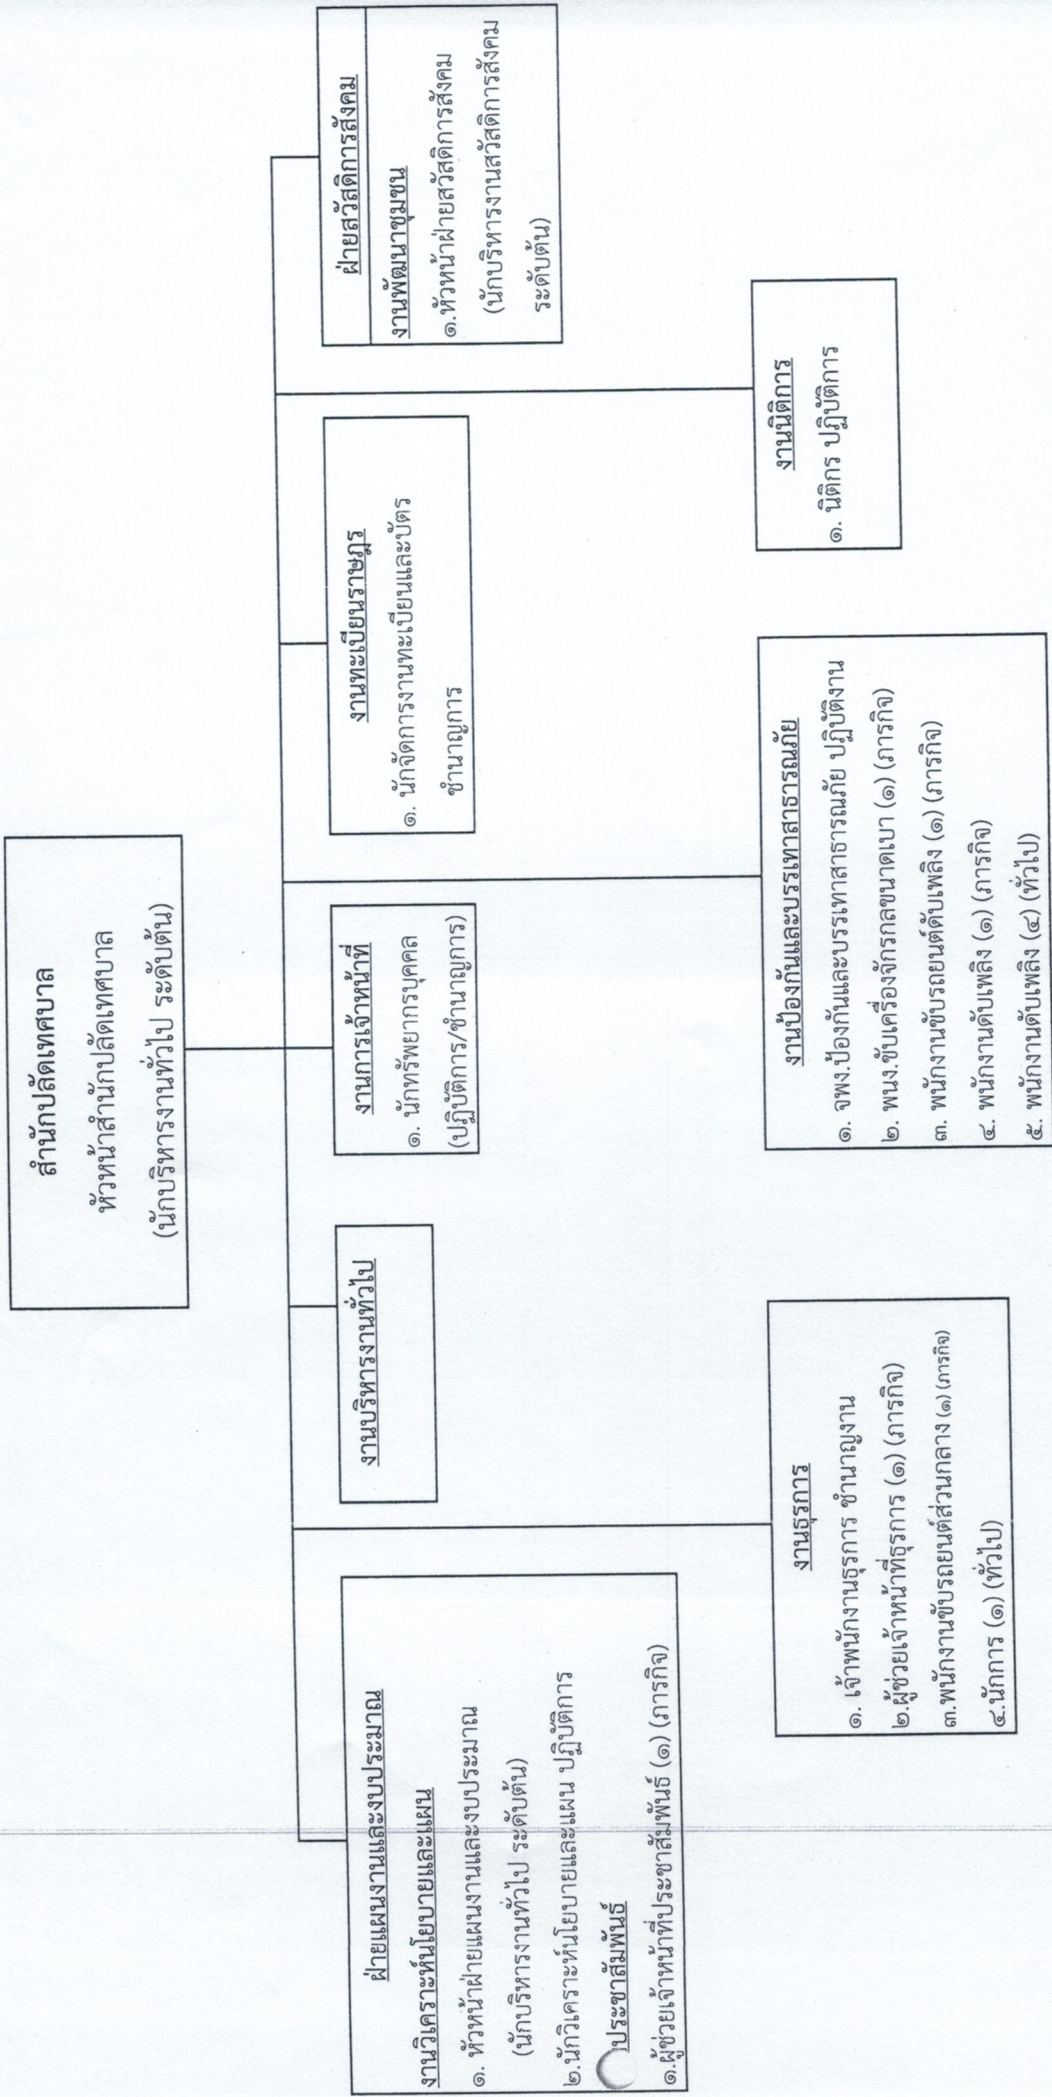 สำนักปลัดเทศบาล
หัวหน้าสำนักปลัดเทศบาล
(นักบริหารงานทั่วไป ระดับต้น)
ฝ่ายแผนงานและงบประมาณ
งานวิเคราะห์นโยบายและแผน
๑. หัวหน้าฝ่ายแผนงานและงบประมาณ
(นักบริหารงานทั่วไป ระดับต้น)
๒.นักวิเคราะห์นโยบายและแผน ปฏิบัติการ
ประชาสัมพันธ์
๑.ผู้ช่วยเจ้าหน้าที่ประชาสัมพันธ์ (๑) (ภารกิจ)
งานบริหารงานทั่วไป
งานการเจ้าหน้าที่
๑. นักทรัพยากรบุคคล
(ปฏิบัติการ/ชำนาญการ)
งานทะเบียนราษฎร
๑. นักจัดการงานทะเบียนและบัตร
ชำนาญการ
ฝ่ายสวัสดิการสังคม
งานพัฒนาชุมชน
๑.หัวหน้าฝ่ายสวัสดิการสังคม
(นักบริหารงานสวัสดิการสังคม
ระดับต้น)
งานธุรการ
๑. เจ้าพนักงานธุรการ ชำนาญงาน
๒.ผู้ช่วยเจ้าหน้าที่ธุรการ (๑) (ภารกิจ)
๓.พนักงานขับรถยนต์ส่วนกลาง (๑) (ภารกิจ)
๔.นักการ (๑) (ทั่วไป)
งานป้องกันและบรรเทาสาธารณภัย
๑. จพง.ป้องกันและบรรเทาสาธารณภัย ปฏิบัติงาน
๒. พนง.ขับเครื่องจักรกลขนาดเบา (๑) (ภารกิจ)
๓. พนักงานขับรถยนต์ดับเพลิง (๑) (ภารกิจ)
๔. พนักงานดับเพลิง (๑) (ภารกิจ)
๕. พนักงานดับเพลิง (๔) (ทั่วไป)
งานนิติการ
๑. นิติกร ปฏิบัติการ